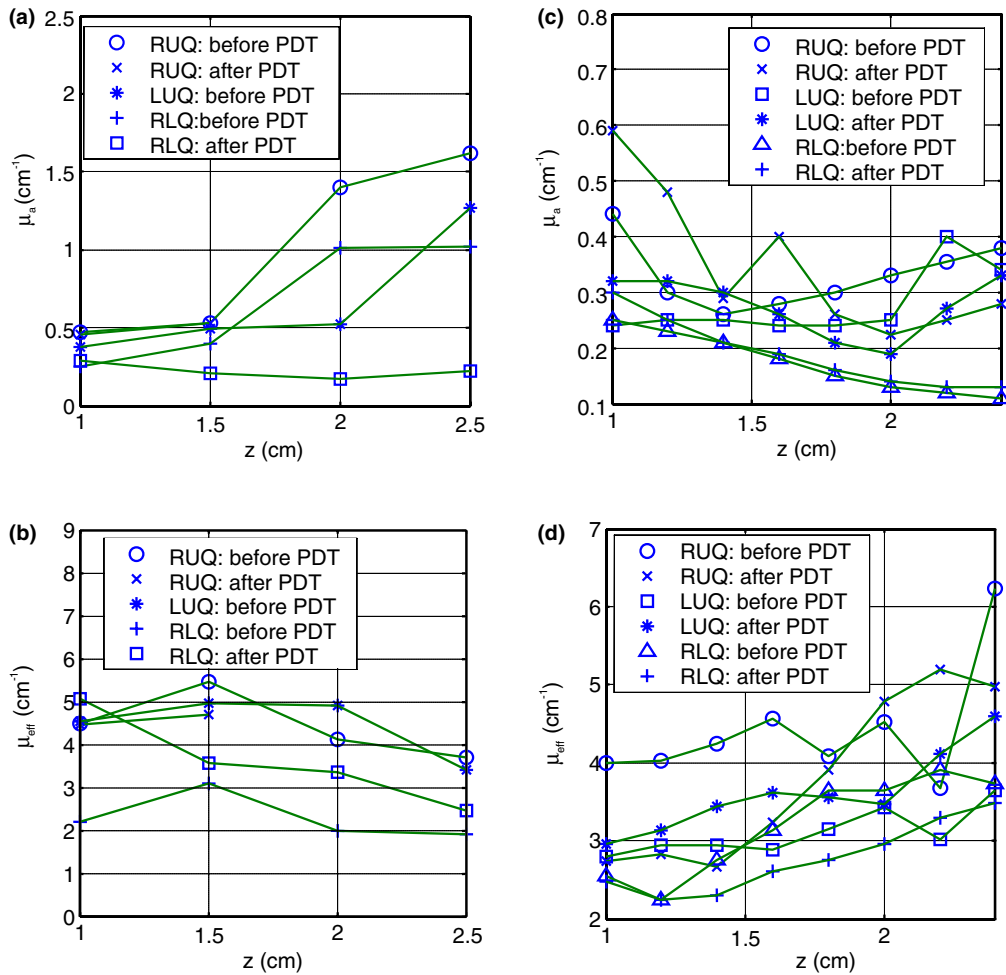 (a)
2.5
2
1.5
1
0.5
0
1
1.5
2
2.5
μa (cm-1)
z (cm)
RUQ: before PDT
RUQ: after PDT
LUQ: before PDT
RLQ:before PDT
RLQ: after PDT
(c)
0.8
0.7
0.6
0.5
0.4
0.3
0.2
0.1
1
1.5
2
μa (cm-1)
z (cm)
RUQ: before PDT
RUQ: after PDT
LUQ: before PDT
LUQ: after PDT
RLQ:before PDT
RLQ: after PDT
(b)
9
8
7
6
5
4
3
2
1
0
1
1.5
2
2.5
μeff (cm-1)
z (cm)
RUQ: before PDT
RUQ: after PDT
LUQ: before PDT
RLQ: before PDT
RLQ: after PDT
(d)
7
6
5
4
3
2
1
1.5
2
μeff (cm-1)
z (cm)
RUQ: before PDT
RUQ: after PDT
LUQ: before PDT
LUQ: after PDT
RLQ: before PDT
RLQ: after PDT